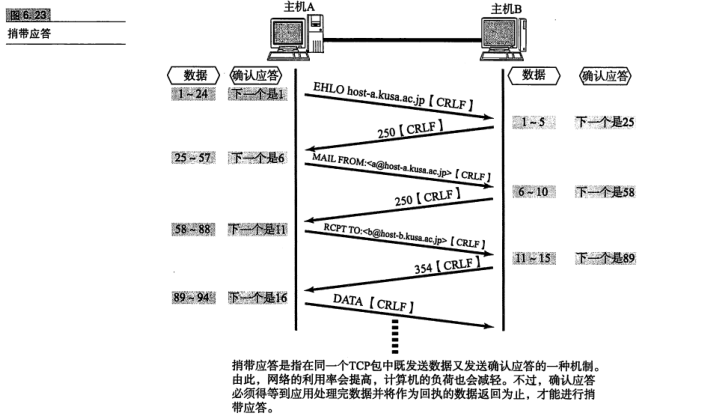 图 6.23
捎带应答
主机A
主机B
数据
确认应答
数据
确认应答
1~24
下一个是1
EHLO host-a.kusa.ac.jp【CRLF】
1~5
下一个是25
250【CRLF】
25~57
下一个是6
MAIL FROM:<a@host-a.kusa.ac.jp>【CRLF】
6~10
下一个是58
250【CRLF】
58~88
下一个是11
RCPT TO:<b@host-b.kusa.ac.jp>【CRLF】
11~15
下一个是89
354【CRLF】
89~94
下一个是16
DATA【CRLF】
捎带应答是指在同一个TCP包中既发送数据又发送确认应答的一种机制。
由此，网络的利用率会提高，计算机的负荷也会减轻。不过，确认应答
必须得等到应用处理完数据并将作为回执的数据返回为止，才能进行捎
带应答。